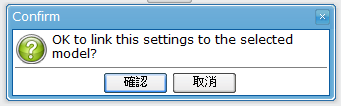 Confirm
OK to link this settings to the selected
model?
確認
取消